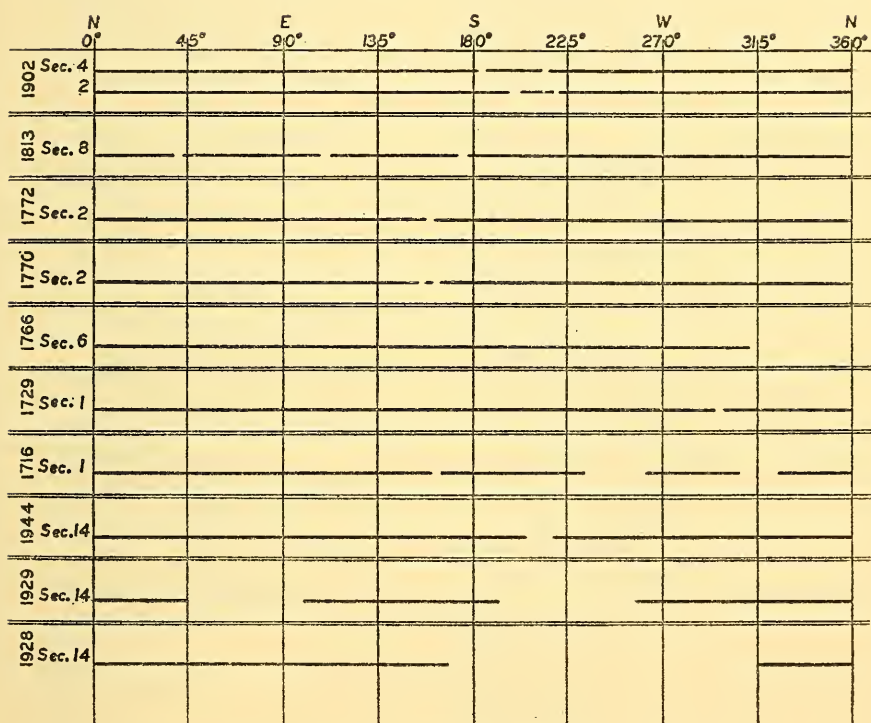 N E S W N
0° 45° 90° 135° 180° 225° 270° 315° 360°
1902 Sec. 4
2
1813 Sec. 8
1772 Sec. 2
1770 Sec. 2
1766 Sec. 6
1729 Sec. 1
1716 Sec. 1
1944 Sec. 14
1929 Sec. 14
1928 Sec. 14